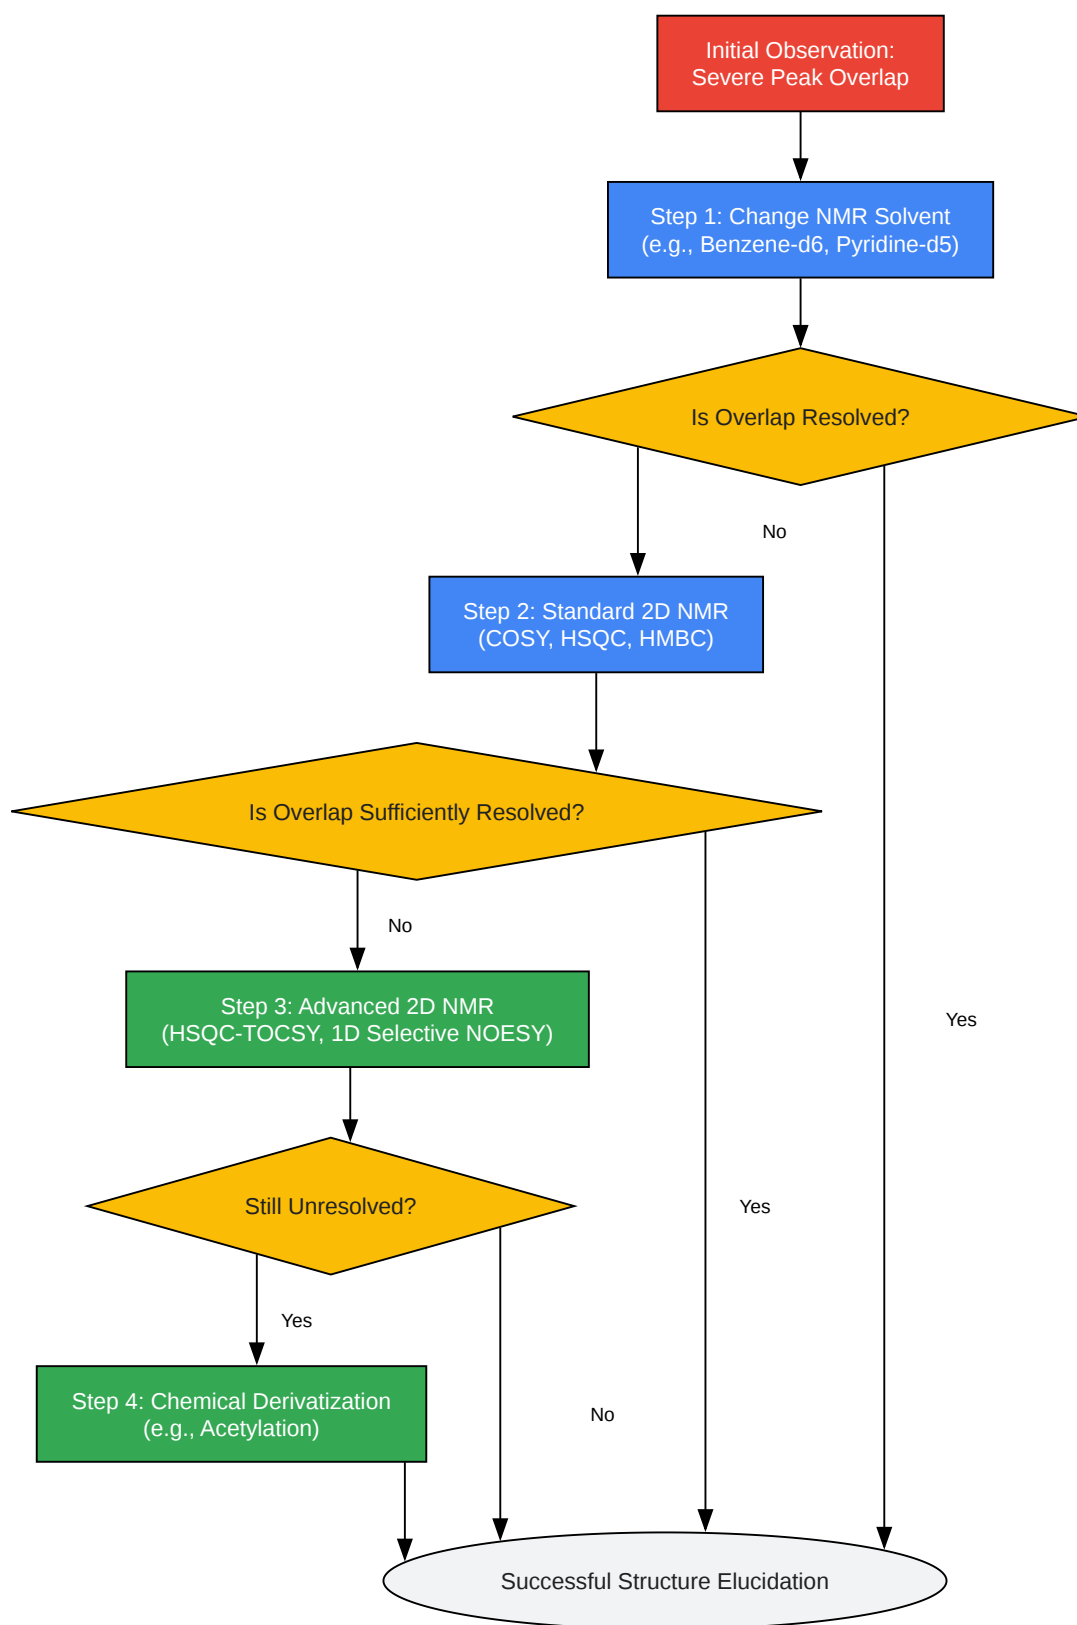 Initial Observation:
Severe Peak Overlap
Step 1: Change NMR Solvent
(e.g., Benzene-d6, Pyridine-d5)
Is Overlap Resolved?
No
Step 2: Standard 2D NMR
(COSY, HSQC, HMBC)
Is Overlap Sufficiently Resolved?
No
Step 3: Advanced 2D NMR
(HSQC-TOCSY, 1D Selective NOESY)
Yes
Still Unresolved?
Yes
Yes
Step 4: Chemical Derivatization
(e.g., Acetylation)
No
Successful Structure Elucidation